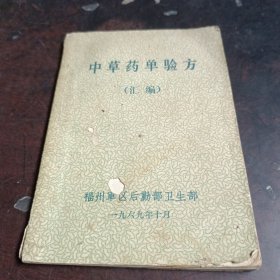 中草药单验方
（汇编）
福州军区后勤部卫生部
一九六九年十月